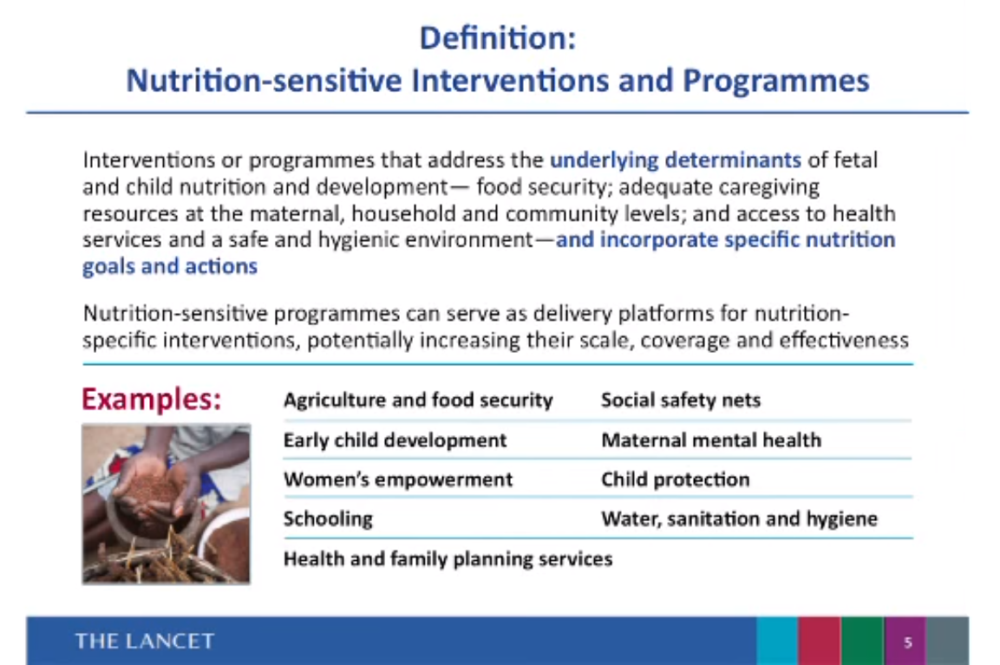 Definition:
Nutrition-sensitive Interventions and Programmes
Interventions or programmes that address the underlying determinants of fetal
and child nutrition and development— food security; adequate caregiving
resources at the maternal, household and community levels; and access to health
services and a safe and hygienic environment—and incorporate specific nutrition
goals and actions
Nutrition-sensitive programmes can serve as delivery platforms for nutrition-
specific interventions, potentially increasing their scale, coverage and effectiveness
Examples:
Agriculture and food security Social safety nets
Early child development Maternal mental health
Women’s empowerment Child protection
Schooling Water, sanitation and hygiene
Health and family planning services
THE LANCET 5